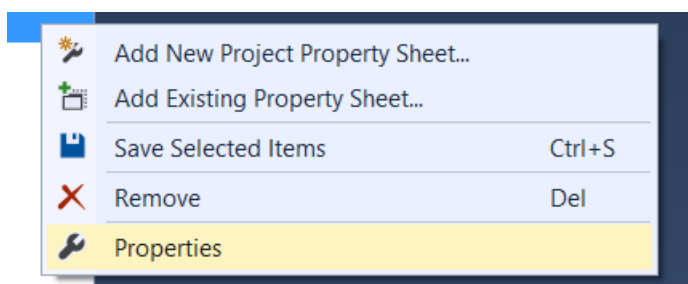 Add New Project Property Sheet...
Add Existing Property Sheet...
Save Selected Items Ctrl+S
Remove Del
Properties